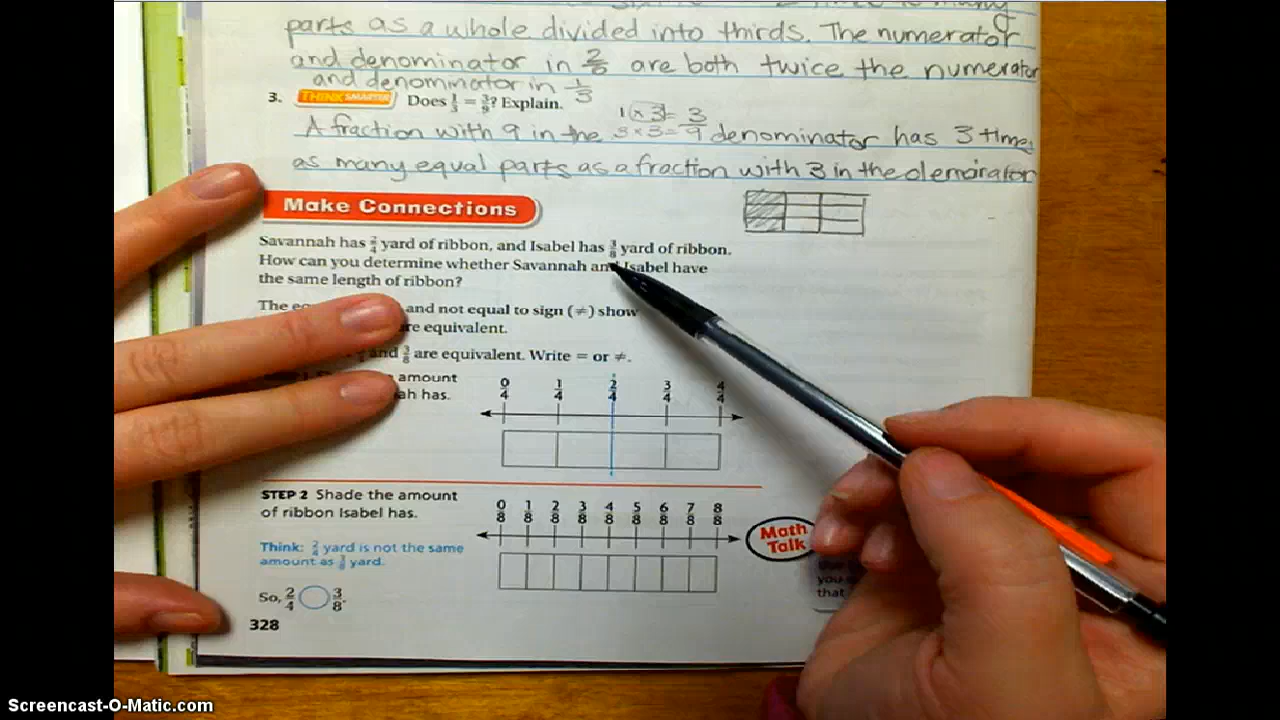 parts as a whole divided into thirds. The numerator
and denominator in 2/6 are both twice the numerator
and denominator in 1/3
3. THINK SMARTER Does 1/3 = 3/9? Explain.
1 × 3 = 3
3 × 3 = 9
A fraction with 9 in the denominator has 3 times
as many equal parts as a fraction with 3 in the
Make Connections
Savannah has 2/4 yard of ribbon, and Isabel has 3/8 yard of ribbon.
How can you determine whether Savannah and Isabel have
the same length of ribbon?
The and not equal to sign (≠) show
equivalent.
and 3/8 are equivalent. Write = or ≠.
amount
has.
0/4 1/4 2/4 3/4 4/4
STEP 2 Shade the amount
of ribbon Isabel has.
0/8 1/8 2/8 3/8 4/8 5/8 6/8 7/8 8/8
Think: 2/4 yard is not the same
amount as 3/8 yard.
Math
Talk
you
that
So, 2/4 3/8.
328
Screencast-O-Matic.com